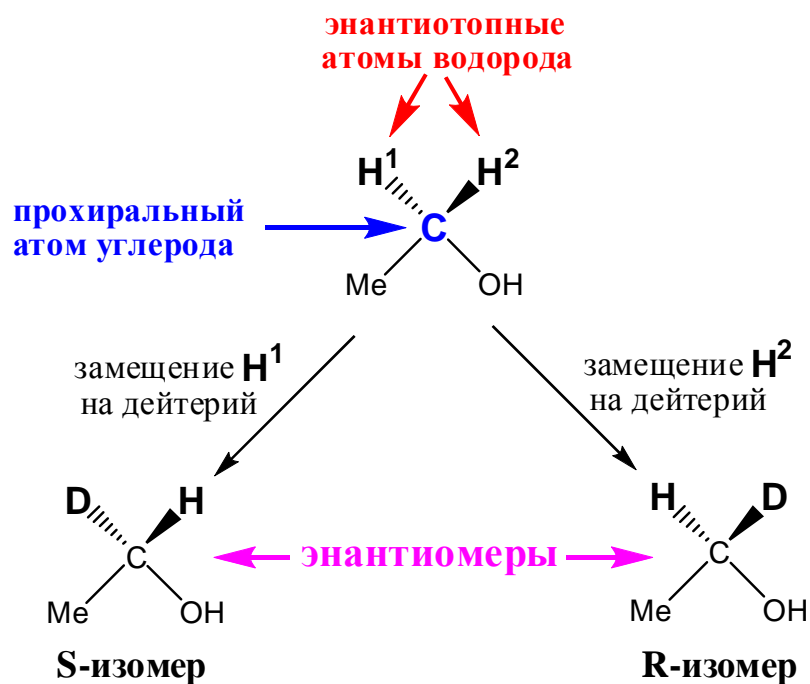 энантиотопные
атомы водорода
H¹ H²
прохиральный
атом углерода
C
Me OH
замещение H¹
на дейтерий
замещение H²
на дейтерий
D H
H D
C
C
энантиомеры
Me OH
Me OH
S-изомер
R-изомер